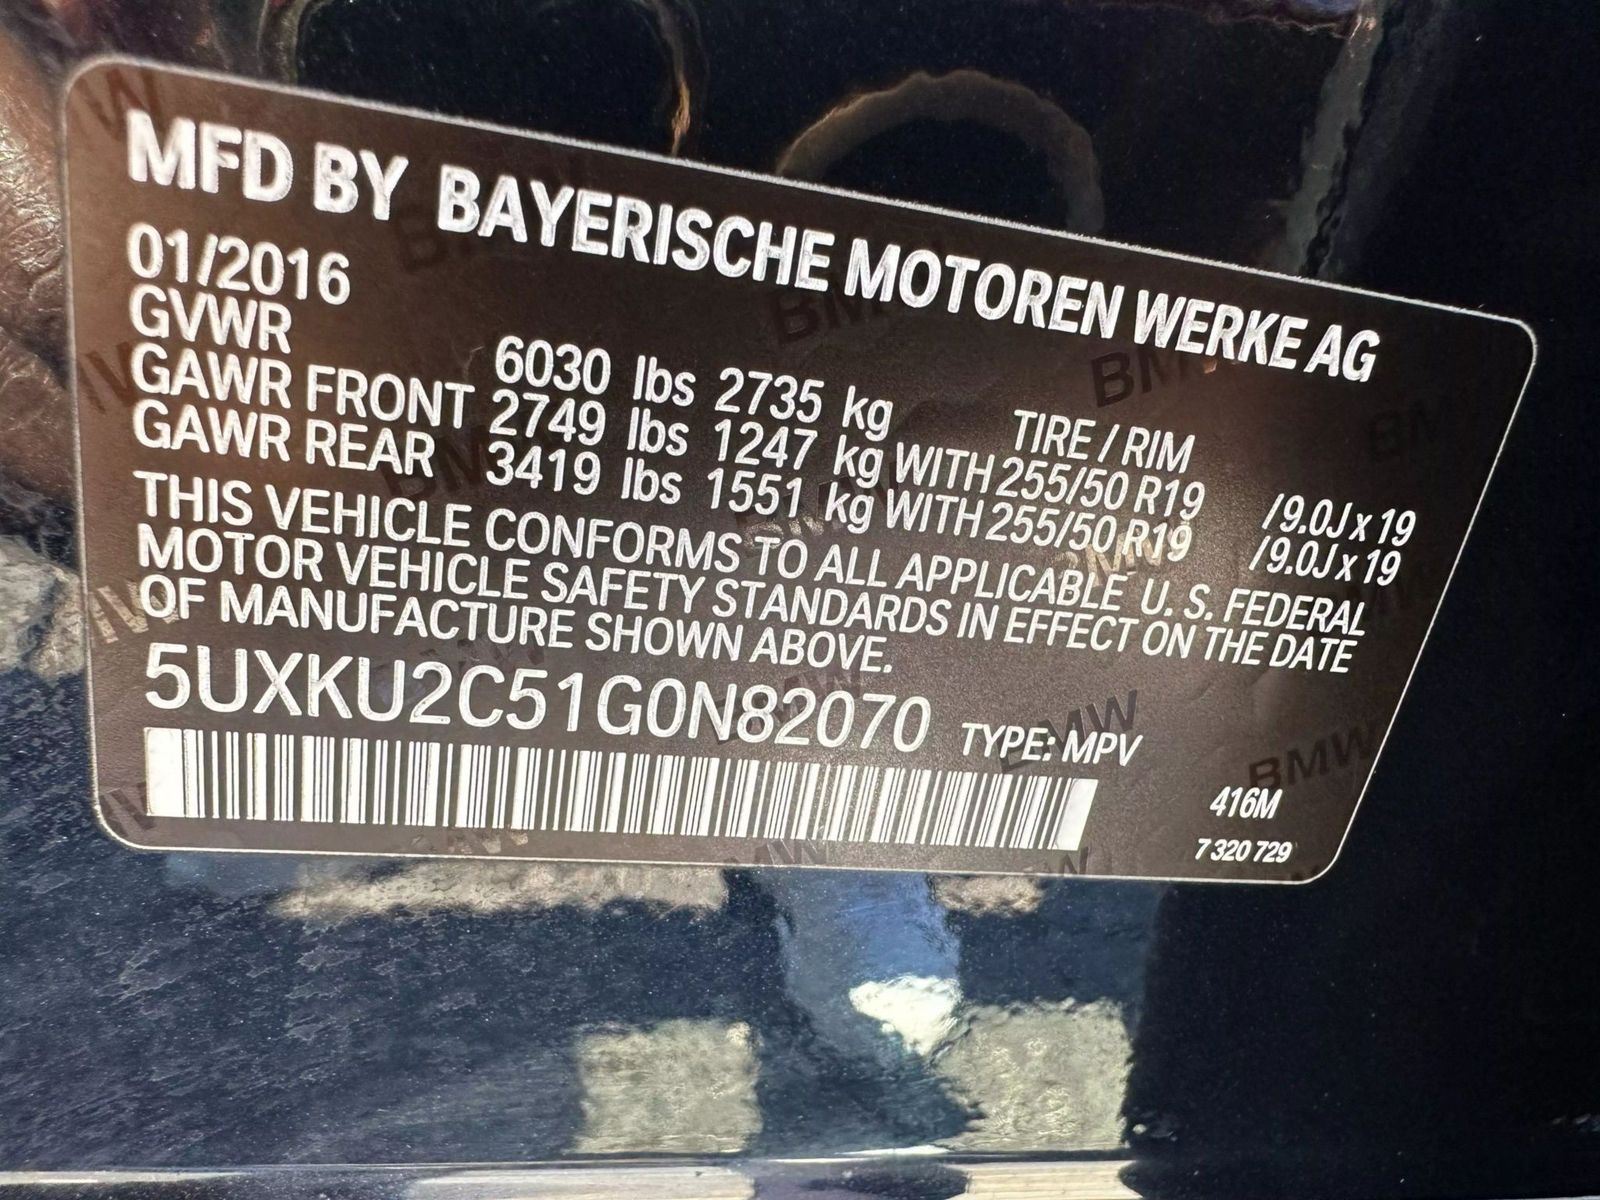 MFD BY BAYERISCHE MOTOREN WERKE AG
01/2016
GVWR 6030 lbs 2735 kg TIRE / RIM
GAWR FRONT 2749 lbs 1247 kg WITH 255/50 R19 /9.0J x 19
GAWR REAR 3419 lbs 1551 kg WITH 255/50 R19 /9.0J x 19
THIS VEHICLE CONFORMS TO ALL APPLICABLE U. S. FEDERAL
MOTOR VEHICLE SAFETY STANDARDS IN EFFECT ON THE DATE
OF MANUFACTURE SHOWN ABOVE.
5UXKU2C51G0N82070 TYPE: MPV
416M
7 320 729